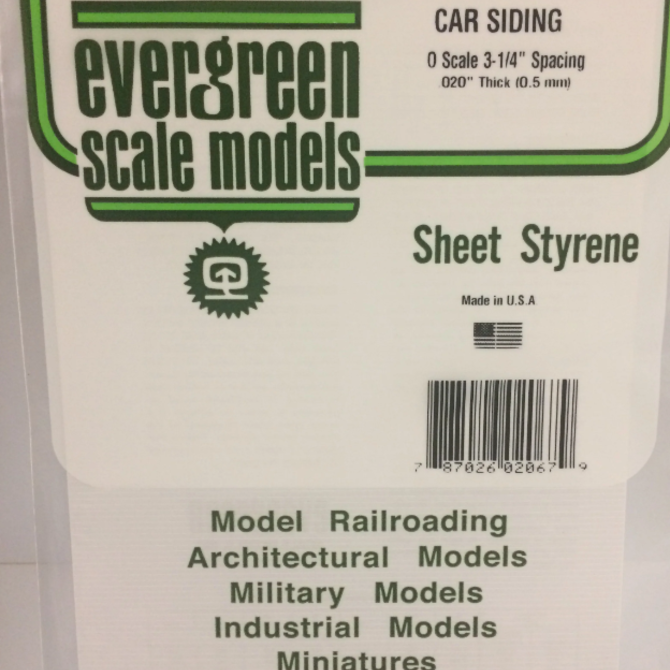 evergreen
scale models
CAR SIDING
O Scale 3-1/4" Spacing
.020" Thick (0.5 mm)
Sheet Styrene
Made in U.S.A
7 87026 02067 9
Model Railroading
Architectural Models
Military Models
Industrial Models
Miniatures